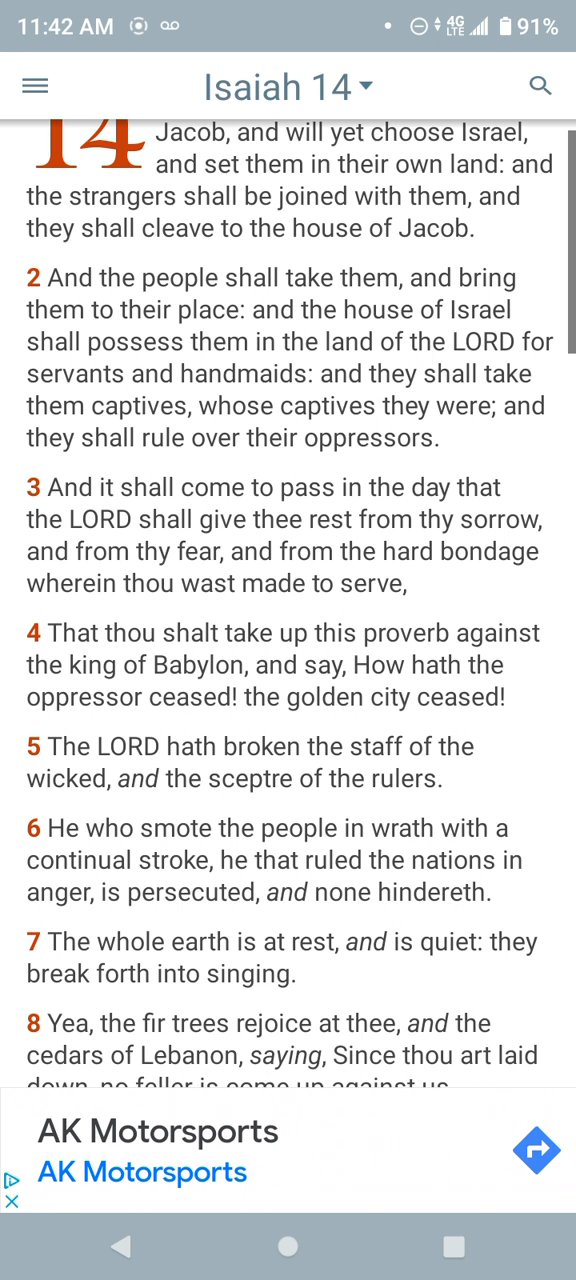 11:42 AM 4G LTE 91%
Isaiah 14
14 Jacob, and will yet choose Israel,
and set them in their own land: and
the strangers shall be joined with them, and
they shall cleave to the house of Jacob.
2 And the people shall take them, and bring
them to their place: and the house of Israel
shall possess them in the land of the LORD for
servants and handmaids: and they shall take
them captives, whose captives they were; and
they shall rule over their oppressors.
3 And it shall come to pass in the day that
the LORD shall give thee rest from thy sorrow,
and from thy fear, and from the hard bondage
wherein thou wast made to serve,
4 That thou shalt take up this proverb against
the king of Babylon, and say, How hath the
oppressor ceased! the golden city ceased!
5 The LORD hath broken the staff of the
wicked, and the sceptre of the rulers.
6 He who smote the people in wrath with a
continual stroke, he that ruled the nations in
anger, is persecuted, and none hindereth.
7 The whole earth is at rest, and is quiet: they
break forth into singing.
8 Yea, the fir trees rejoice at thee, and the
cedars of Lebanon, saying, Since thou art laid
down, no feller is come up against us.
AK Motorsports
AK Motorsports